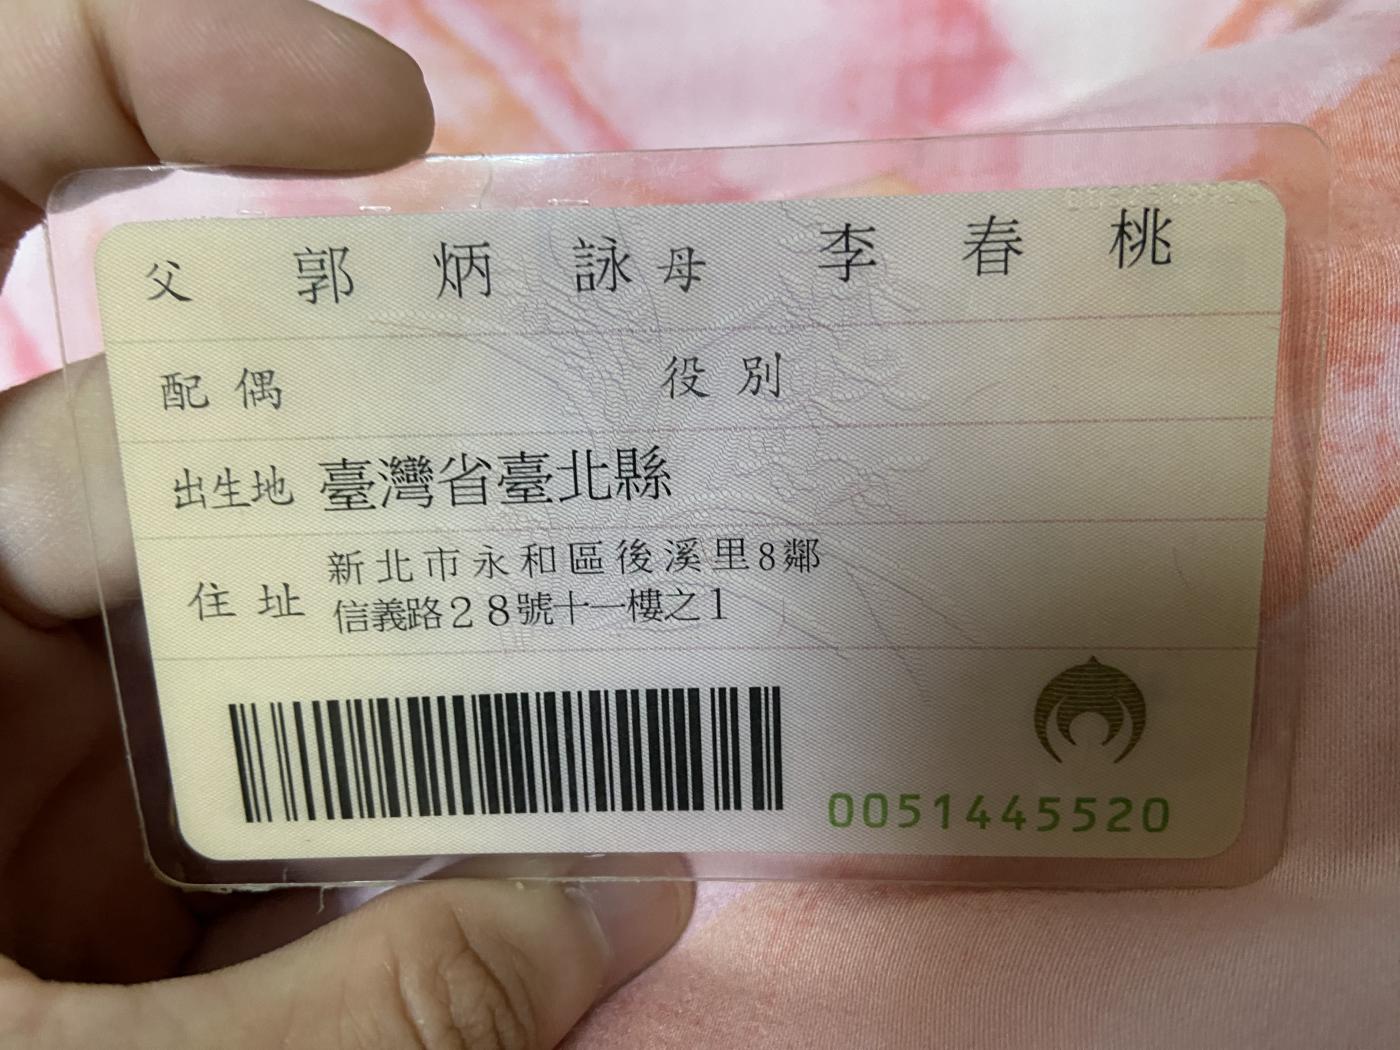 父 郭炳詠 母 李春桃
配偶 役別
出生地 臺灣省臺北縣
住址 新北市永和區後溪里8鄰
信義路28號十一樓之1
0051445520